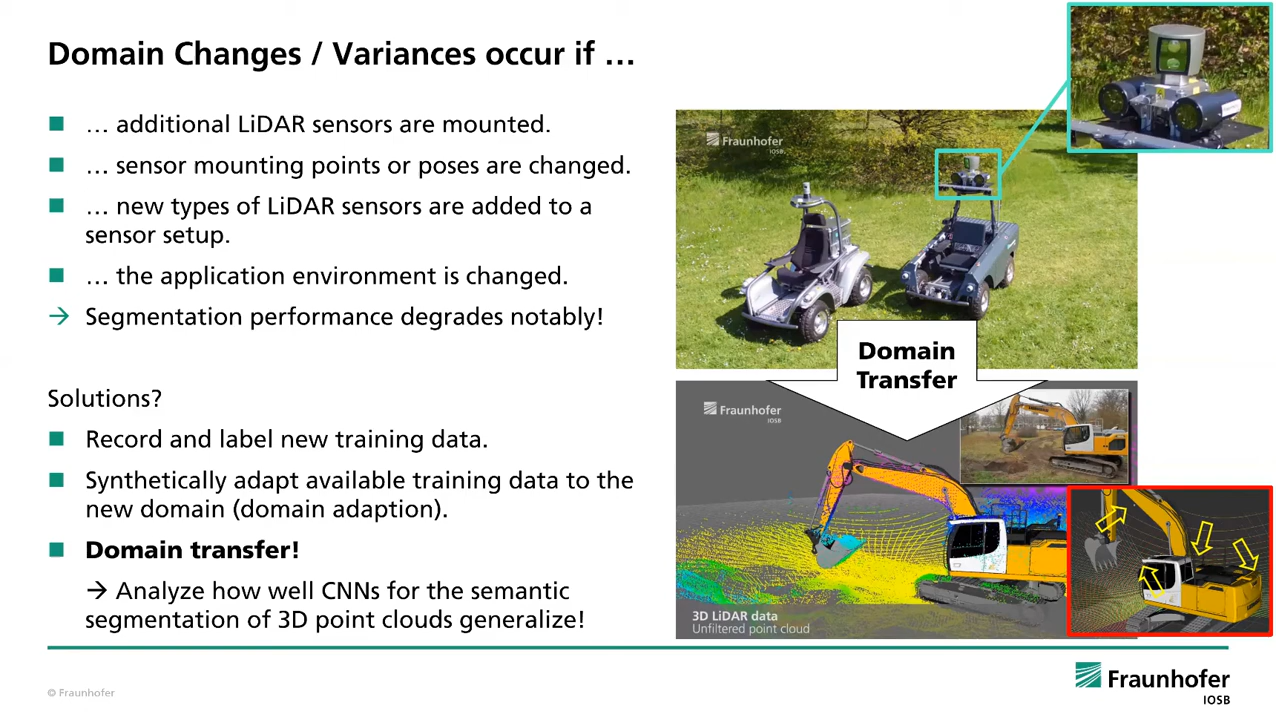 Domain Changes / Variances occur if …
… additional LiDAR sensors are mounted.
… sensor mounting points or poses are changed.
… new types of LiDAR sensors are added to a
sensor setup.
… the application environment is changed.
→ Segmentation performance degrades notably!
Solutions?
Record and label new training data.
Synthetically adapt available training data to the
new domain (domain adaption).
Domain transfer!
→ Analyze how well CNNs for the semantic
segmentation of 3D point clouds generalize!
Fraunhofer
IOSB
Domain
Transfer
Fraunhofer
IOSB
3D LiDAR data
Unfiltered point cloud
© Fraunhofer
Fraunhofer
IOSB